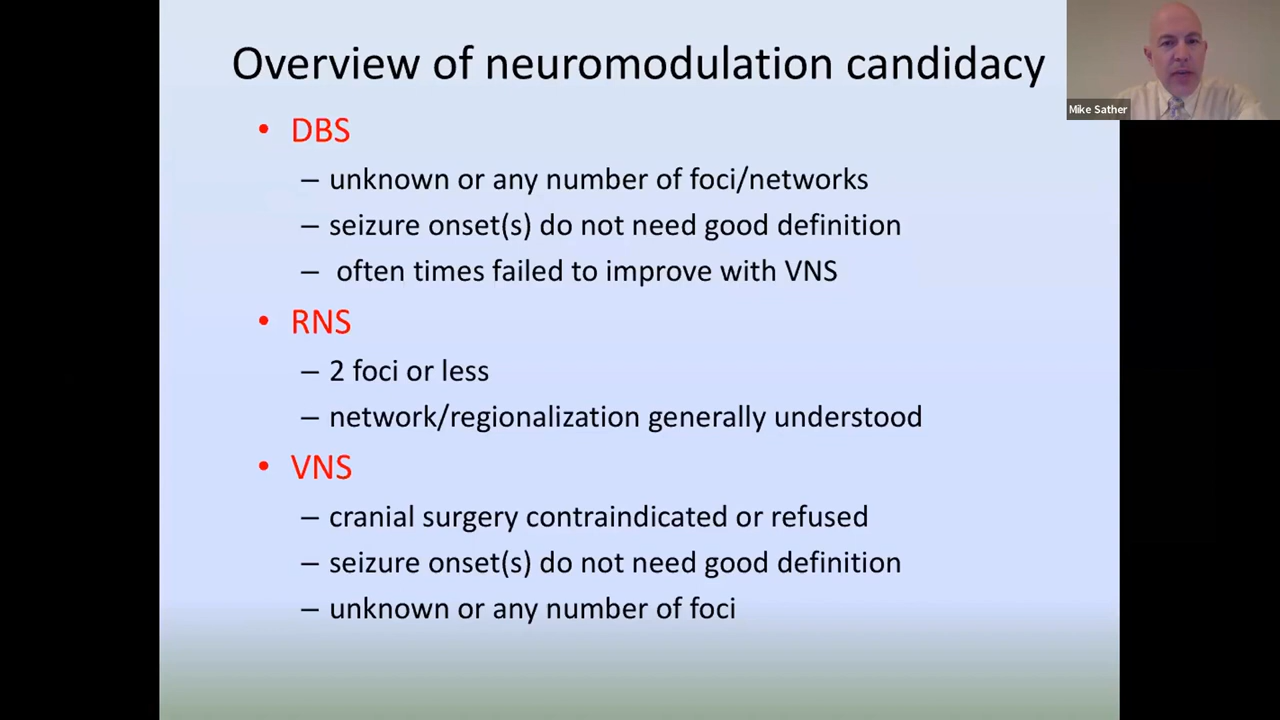 Overview of neuromodulation candidacy
Mike Sather
• DBS
– unknown or any number of foci/networks
– seizure onset(s) do not need good definition
– often times failed to improve with VNS
• RNS
– 2 foci or less
– network/regionalization generally understood
• VNS
– cranial surgery contraindicated or refused
– seizure onset(s) do not need good definition
– unknown or any number of foci